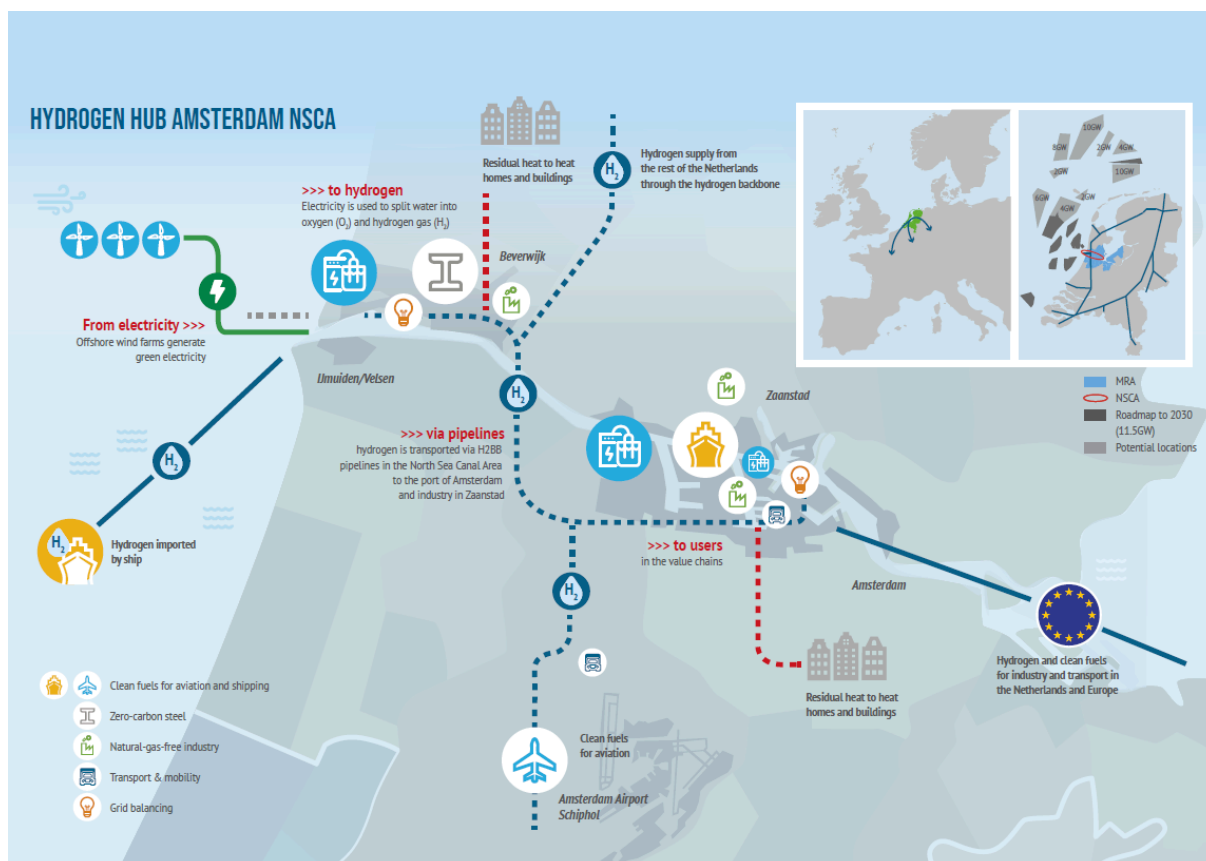 HYDROGEN HUB AMSTERDAM NSCA
Residual heat to heat
homes and buildings
H2
Hydrogen supply from
the rest of the Netherlands
through the hydrogen backbone
>>> to hydrogen
Electricity is used to split water into
oxygen (O2) and hydrogen gas (H2)
Beverwijk
From electricity >>>
Offshore wind farms generate
green electricity
IJmuiden/Velsen
H2
Zaanstad
>>> via pipelines
hydrogen is transported via H2BB
pipelines in the North Sea Canal Area
to the port of Amsterdam
and industry in Zaanstad
H2
H2
Hydrogen imported
by ship
>>> to users
in the value chains
Amsterdam
H2
Hydrogen and clean fuels
for industry and transport in
the Netherlands and Europe
Residual heat to heat
homes and buildings
Clean fuels
for aviation
Amsterdam Airport
Schiphol
Clean fuels for aviation and shipping
Zero-carbon steel
Natural-gas-free industry
Transport & mobility
Grid balancing
10GW
8GW
2GW
4GW
2GW
10GW
6GW
2GW
4GW
MRA
NSCA
Roadmap to 2030
(11.5GW)
Potential locations